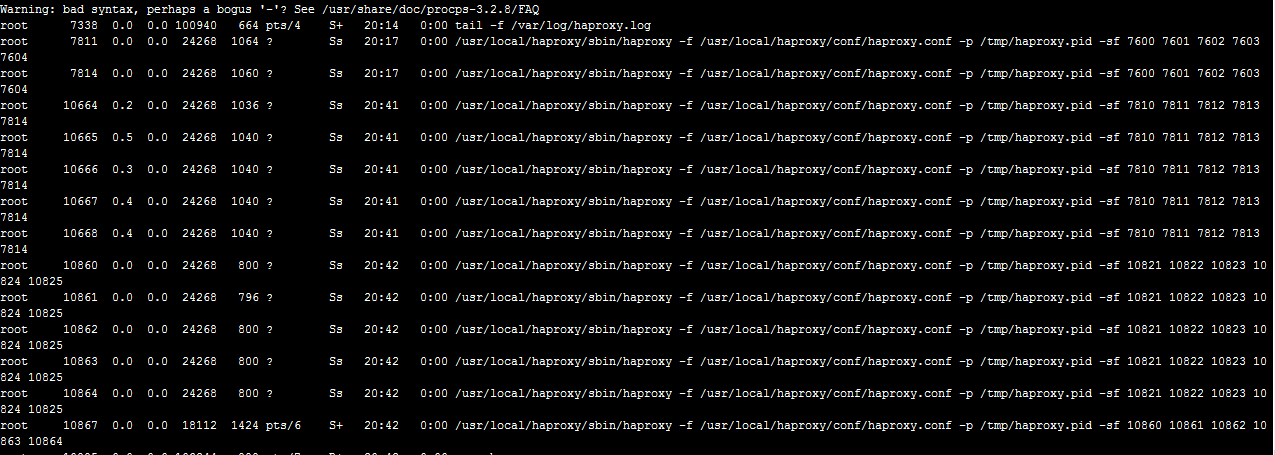 Warning: bad syntax, perhaps a bogus '-'? See /usr/share/doc/procps-3.2.8/FAQ
root 7338 0.0 0.0 100940 664 pts/4 S+ 20:14 0:00 tail -f /var/log/haproxy.log
root 7811 0.0 0.0 24268 1064 ? Ss 20:17 0:00 /usr/local/haproxy/sbin/haproxy -f /usr/local/haproxy/conf/haproxy.conf -p /tmp/haproxy.pid -sf 7600 7601 7602 7603
7604
root 7814 0.0 0.0 24268 1060 ? Ss 20:17 0:00 /usr/local/haproxy/sbin/haproxy -f /usr/local/haproxy/conf/haproxy.conf -p /tmp/haproxy.pid -sf 7600 7601 7602 7603
7604
root 10664 0.2 0.0 24268 1036 ? Ss 20:41 0:00 /usr/local/haproxy/sbin/haproxy -f /usr/local/haproxy/conf/haproxy.conf -p /tmp/haproxy.pid -sf 7810 7811 7812 7813
7814
root 10665 0.5 0.0 24268 1040 ? Ss 20:41 0:00 /usr/local/haproxy/sbin/haproxy -f /usr/local/haproxy/conf/haproxy.conf -p /tmp/haproxy.pid -sf 7810 7811 7812 7813
7814
root 10666 0.3 0.0 24268 1040 ? Ss 20:41 0:00 /usr/local/haproxy/sbin/haproxy -f /usr/local/haproxy/conf/haproxy.conf -p /tmp/haproxy.pid -sf 7810 7811 7812 7813
7814
root 10667 0.4 0.0 24268 1040 ? Ss 20:41 0:00 /usr/local/haproxy/sbin/haproxy -f /usr/local/haproxy/conf/haproxy.conf -p /tmp/haproxy.pid -sf 7810 7811 7812 7813
7814
root 10668 0.4 0.0 24268 1040 ? Ss 20:41 0:00 /usr/local/haproxy/sbin/haproxy -f /usr/local/haproxy/conf/haproxy.conf -p /tmp/haproxy.pid -sf 7810 7811 7812 7813
7814
root 10860 0.0 0.0 24268 800 ? Ss 20:42 0:00 /usr/local/haproxy/sbin/haproxy -f /usr/local/haproxy/conf/haproxy.conf -p /tmp/haproxy.pid -sf 10821 10822 10823 10
824 10825
root 10861 0.0 0.0 24268 796 ? Ss 20:42 0:00 /usr/local/haproxy/sbin/haproxy -f /usr/local/haproxy/conf/haproxy.conf -p /tmp/haproxy.pid -sf 10821 10822 10823 10
824 10825
root 10862 0.0 0.0 24268 800 ? Ss 20:42 0:00 /usr/local/haproxy/sbin/haproxy -f /usr/local/haproxy/conf/haproxy.conf -p /tmp/haproxy.pid -sf 10821 10822 10823 10
824 10825
root 10863 0.0 0.0 24268 800 ? Ss 20:42 0:00 /usr/local/haproxy/sbin/haproxy -f /usr/local/haproxy/conf/haproxy.conf -p /tmp/haproxy.pid -sf 10821 10822 10823 10
824 10825
root 10864 0.0 0.0 24268 800 ? Ss 20:42 0:00 /usr/local/haproxy/sbin/haproxy -f /usr/local/haproxy/conf/haproxy.conf -p /tmp/haproxy.pid -sf 10821 10822 10823 10
824 10825
root 10867 0.0 0.0 18112 1424 pts/6 S+ 20:42 0:00 /usr/local/haproxy/sbin/haproxy -f /usr/local/haproxy/conf/haproxy.conf -p /tmp/haproxy.pid -sf 10860 10861 10862 10
863 10864